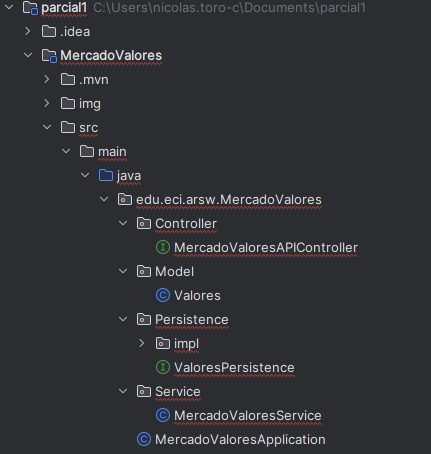 parcial1 C:\Users\nicolas.toro-c\Documents\parcial1
.idea
MercadoValores
.mvn
img
src
main
java
edu.eci.arsw.MercadoValores
Controller
MercadoValoresAPIController
Model
Valores
Persistence
impl
ValoresPersistence
Service
MercadoValoresService
MercadoValoresApplication